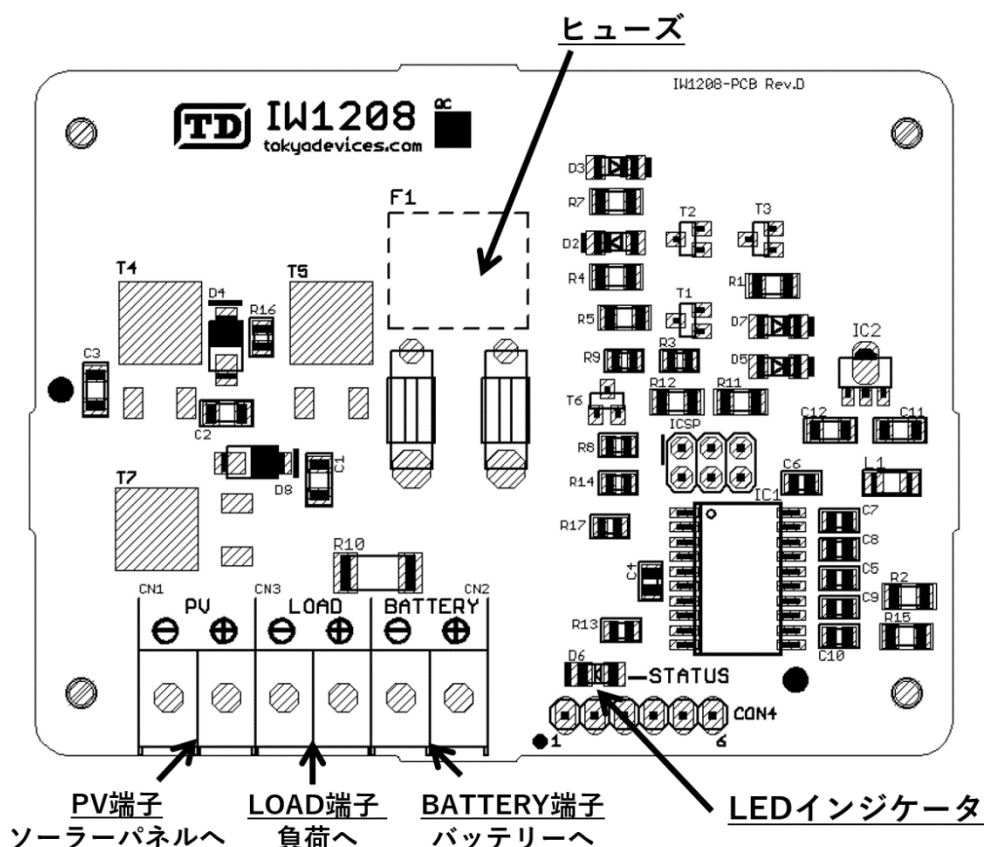 ヒューズ
IW1208-PCB Rev.D
TD IW1208
QC
tokyodevices.com
D3
R7
F1
T2
T3
D2
R4
R1
T4
D4
T5
R16
R5
T1
D7
IC2
C3
R9
R3
D5
T6
R12
R11
C2
ICSP
C12
C11
R8
D8
C1
R14
C6
L1
T7
IC1
R17
C7
C8
R10
C4
C5
R2
C9
CN1
CN3
CN2
PV
LOAD
BATTERY
R13
R15
C10
D6
STATUS
CON4
1
6
PV端子
LOAD端子
BATTERY端子
LEDインジケータ
ソーラーパネルへ
負荷へ
バッテリーへ